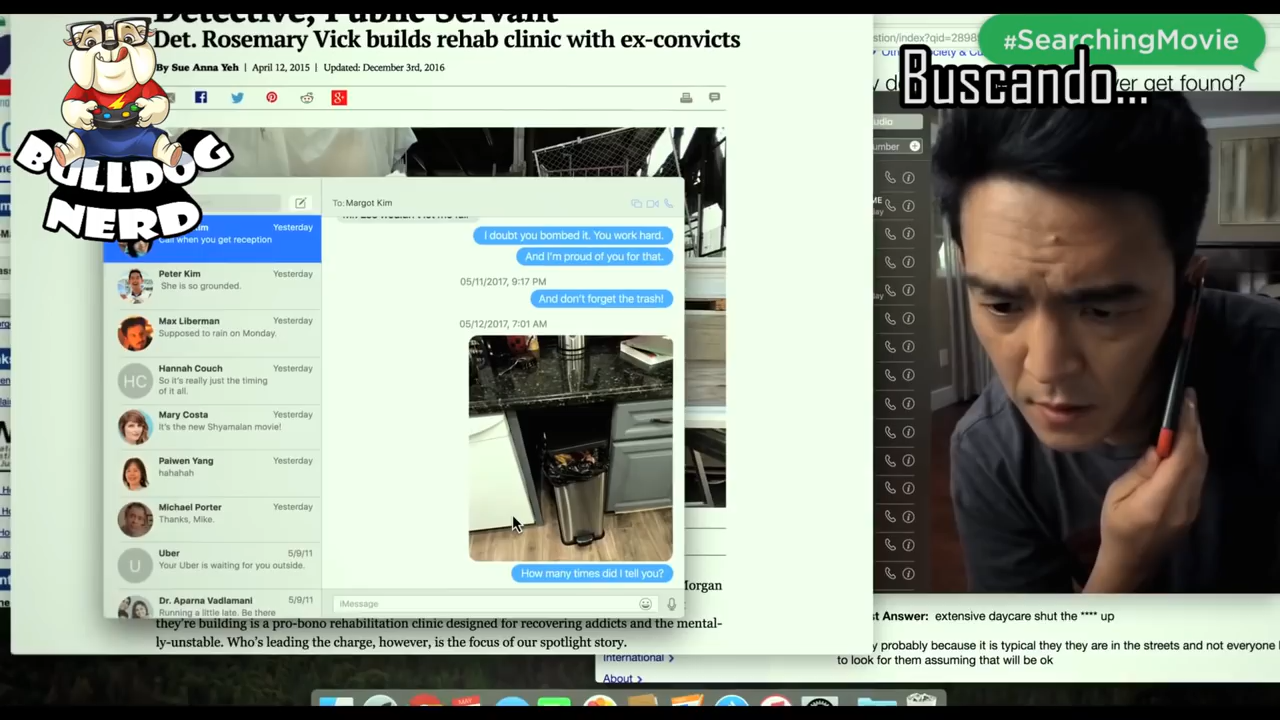 Detective, Public Servant
Det. Rosemary Vick builds rehab clinic with ex-convicts
By Sue Anna Yeh | April 12, 2015 | Updated: December 3rd, 2016
#SearchingMovie
Buscando...
ver get found?
BULLDOG
NERD
To: Margot Kim
Yesterday
Call when you get reception
Peter Kim Yesterday
She is so grounded.
Max Liberman Yesterday
Supposed to rain on Monday.
HC
Hannah Couch Yesterday
So it's really just the timing
of it all.
Mary Costa Yesterday
It's the new Shyamalan movie!
Paiwen Yang Yesterday
hahahah
Michael Porter Yesterday
Thanks, Mike.
U
Uber 5/9/11
Your Uber is waiting for you outside.
Dr. Aparna Vadlamani 5/9/11
Running a little late. Be there
I doubt you bombed it. You work hard.
And I'm proud of you for that.
05/11/2017, 9:17 PM
And don't forget the trash!
05/12/2017, 7:01 AM
How many times did I tell you?
iMessage
Morgan
they're building is a pro-bono rehabilitation clinic designed for recovering addicts and the mental-
ly-unstable. Who's leading the charge, however, is the focus of our spotlight story.
International
About
st Answer: extensive daycare shut the **** up
y probably because it is typical they they are in the streets and not everyone
to look for them assuming that will be ok
MAY